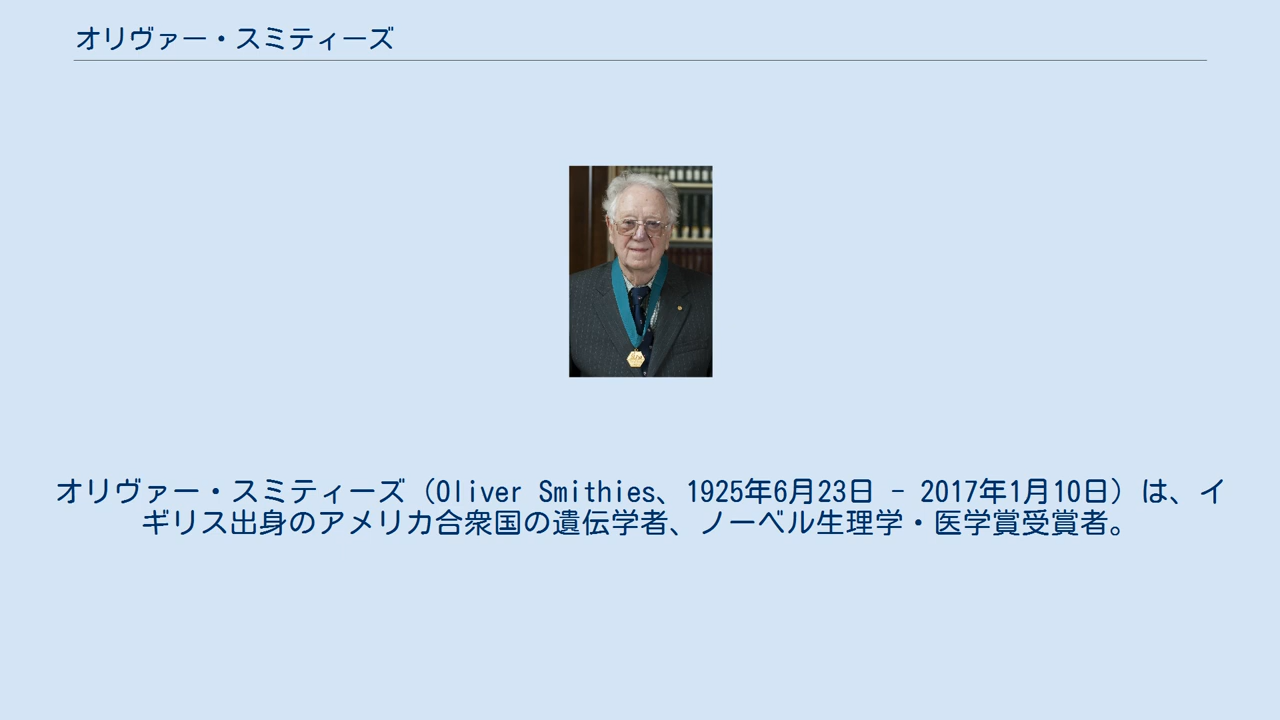 オリヴァー・スミティーズ
オリヴァー・スミティーズ（Oliver Smithies、1925年6月23日 - 2017年1月10日）は、イ
ギリス出身のアメリカ合衆国の遺伝学者、ノーベル生理学・医学賞受賞者。